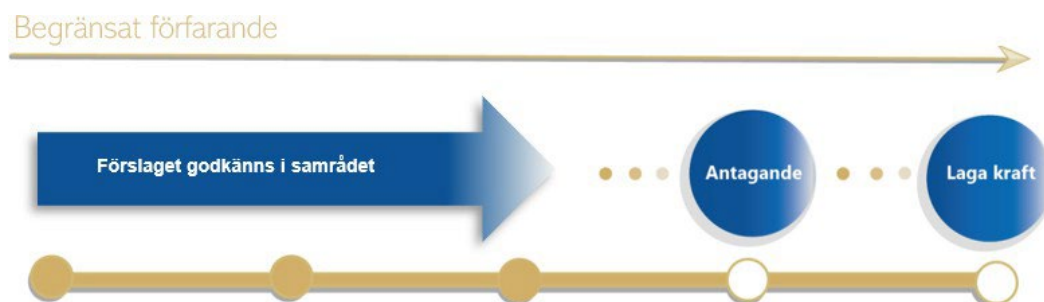 Begränsat förfarande
Förslaget godkänns i samrådet
Antagande
Laga kraft